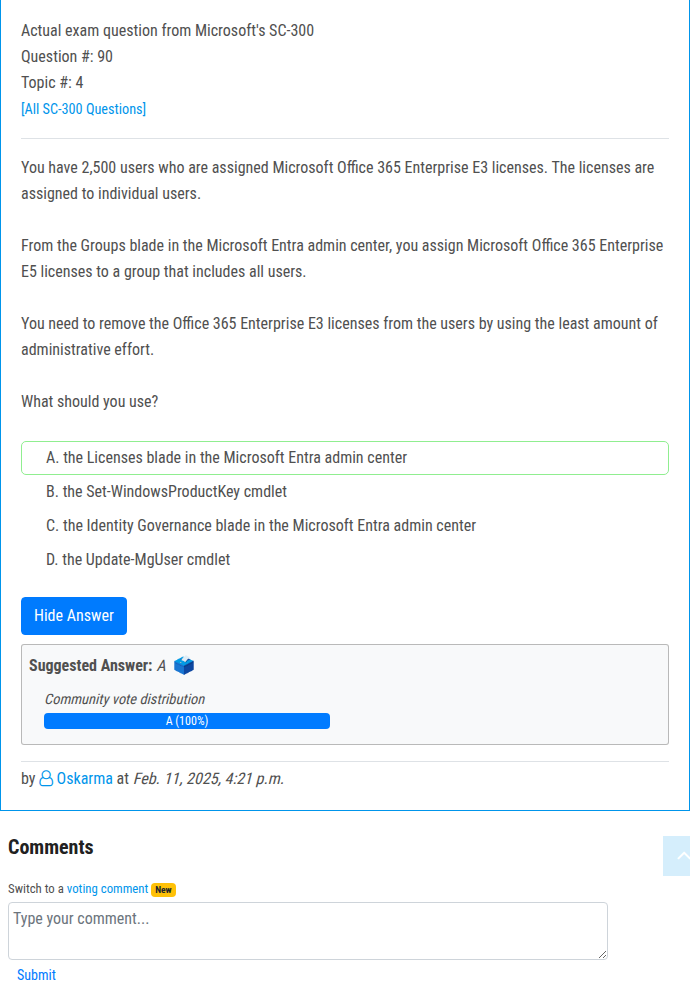 Actual exam question from Microsoft's SC-300
Question #: 90
Topic #: 4
[All SC-300 Questions]
You have 2,500 users who are assigned Microsoft Office 365 Enterprise E3 licenses. The licenses are
assigned to individual users.
From the Groups blade in the Microsoft Entra admin center, you assign Microsoft Office 365 Enterprise
E5 licenses to a group that includes all users.
You need to remove the Office 365 Enterprise E3 licenses from the users by using the least amount of
administrative effort.
What should you use?
A. the Licenses blade in the Microsoft Entra admin center
B. the Set-WindowsProductKey cmdlet
C. the Identity Governance blade in the Microsoft Entra admin center
D. the Update-MgUser cmdlet
Hide Answer
Suggested Answer: A
Community vote distribution
A (100%)
by Oskarma at Feb. 11, 2025, 4:21 p.m.
Comments
Switch to a voting comment New
Type your comment...
Submit